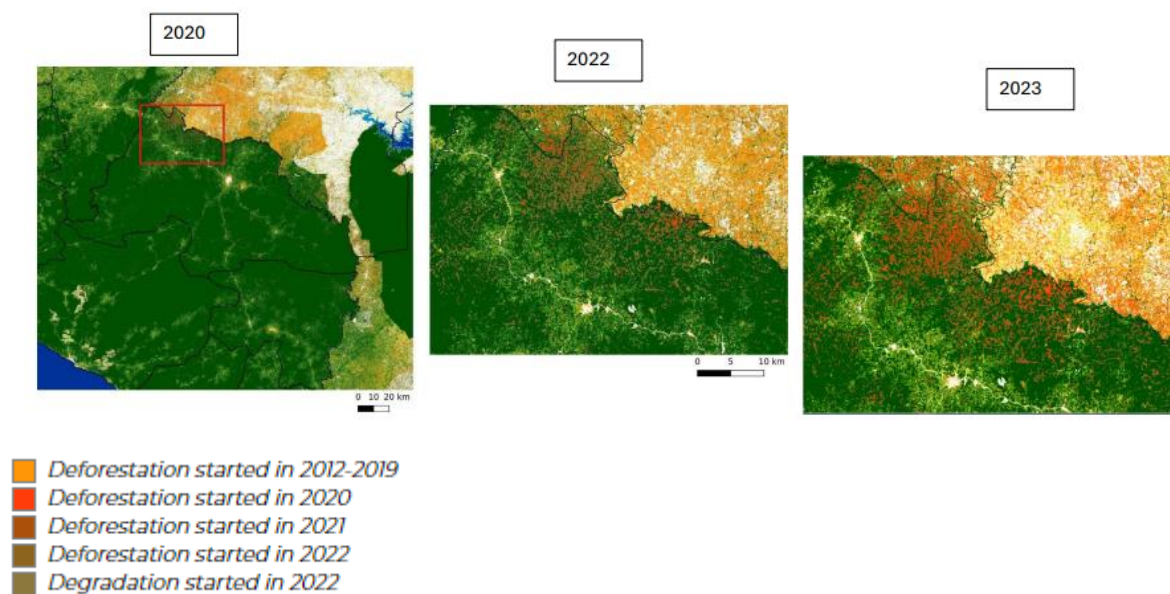 2020
2022
2023
0 10 20 km
0 5 10 km
Deforestation started in 2012-2019
Deforestation started in 2020
Deforestation started in 2021
Deforestation started in 2022
Degradation started in 2022